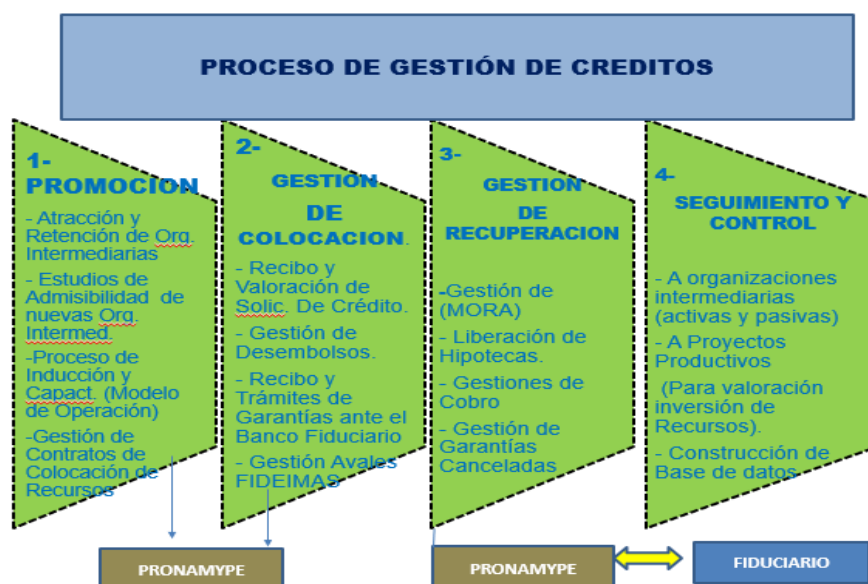 PROCESO DE GESTIÓN DE CREDITOS
1-
PROMOCION
- Atracción y
Retención de Org.
Intermediarias
- Estudios de
Admisibilidad de
nuevas Org.
Intermed.
-Proceso de
Inducción y
Capact. (Modelo
de Operación)
-Gestión de
Contratos de
Colocación de
Recursos
2-
GESTIÓN
DE
COLOCACION.
- Recibo y
Valoración de
Solic. De Crédito.
- Gestión de
Desembolsos.
- Recibo y
Trámites de
Garantías ante el
Banco Fiduciario
- Gestión Avales
FIDEIMAS
3-
GESTION
DE
RECUPERACION
-Gestión de
(MORA)
- Liberación de
Hipotecas.
- Gestiones de
Cobro
- Gestión de
Garantías
Canceladas
4-
SEGUIMIENTO Y
CONTROL
- A organizaciones
intermediarias
(activas y pasivas)
- A Proyectos
Productivos
(Para valoración
inversión de
Recursos).
- Construcción de
Base de datos
PRONAMYPE
PRONAMYPE
FIDUCIARIO